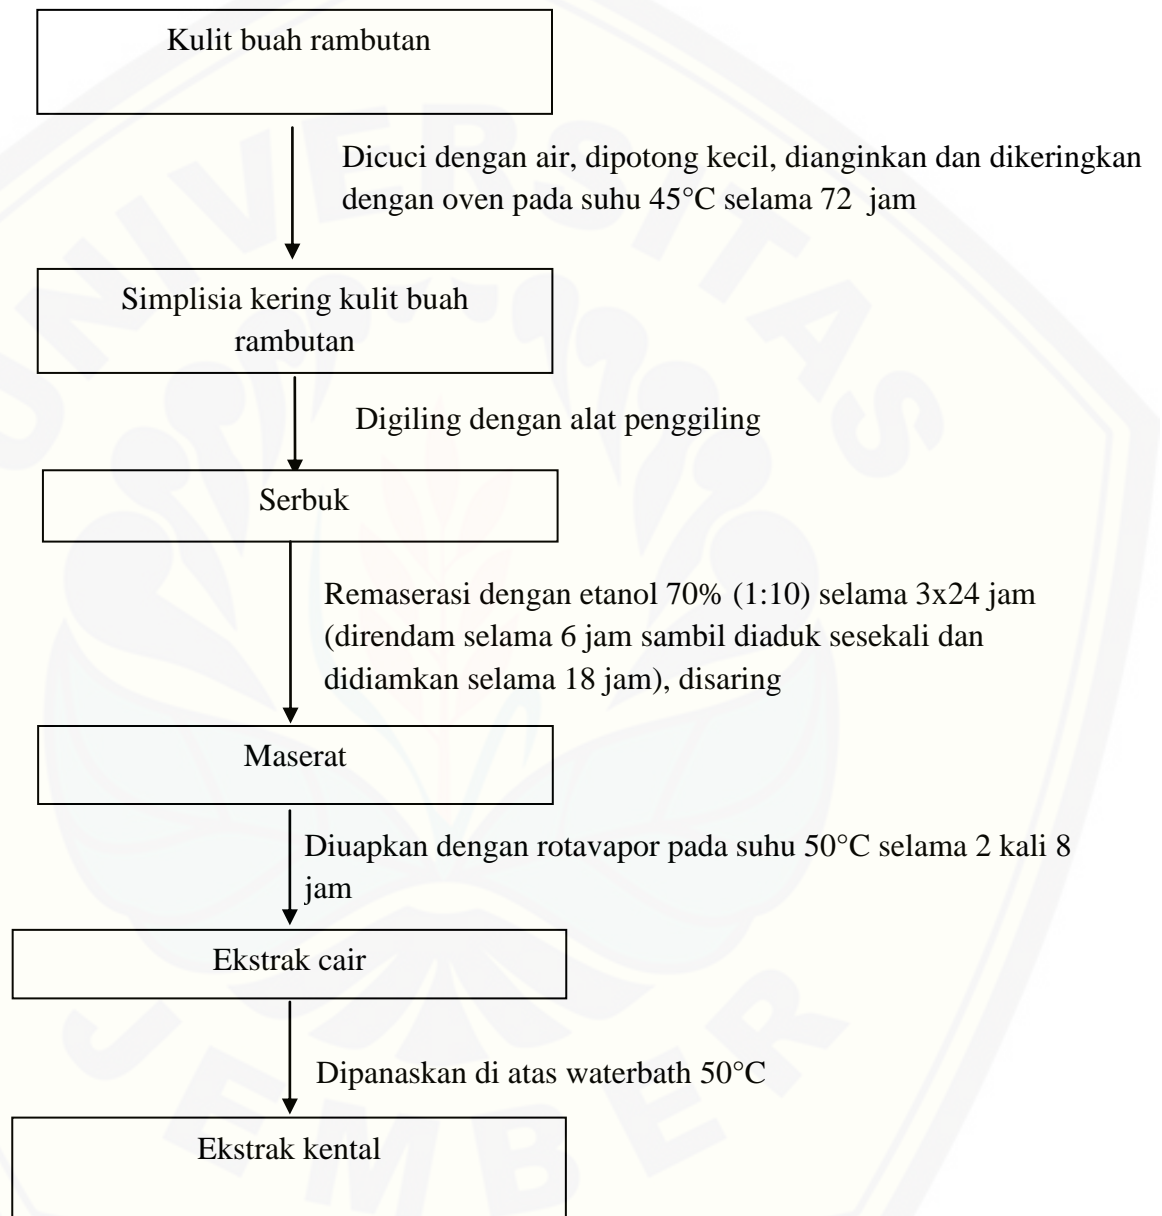 Kulit buah rambutan
Dicuci dengan air, dipotong kecil, dianginkan dan dikeringkan
dengan oven pada suhu 45°C selama 72 jam
Simplisia kering kulit buah
rambutan
Digiling dengan alat penggiling
Serbuk
Remaserasi dengan etanol 70% (1:10) selama 3x24 jam
(direndam selama 6 jam sambil diaduk sesekali dan
didiamkan selama 18 jam), disaring
Maserat
Diuapkan dengan rotavapor pada suhu 50°C selama 2 kali 8
jam
Ekstrak cair
Dipanaskan di atas waterbath 50°C
Ekstrak kental
UNIVERSITAS
JEMBER